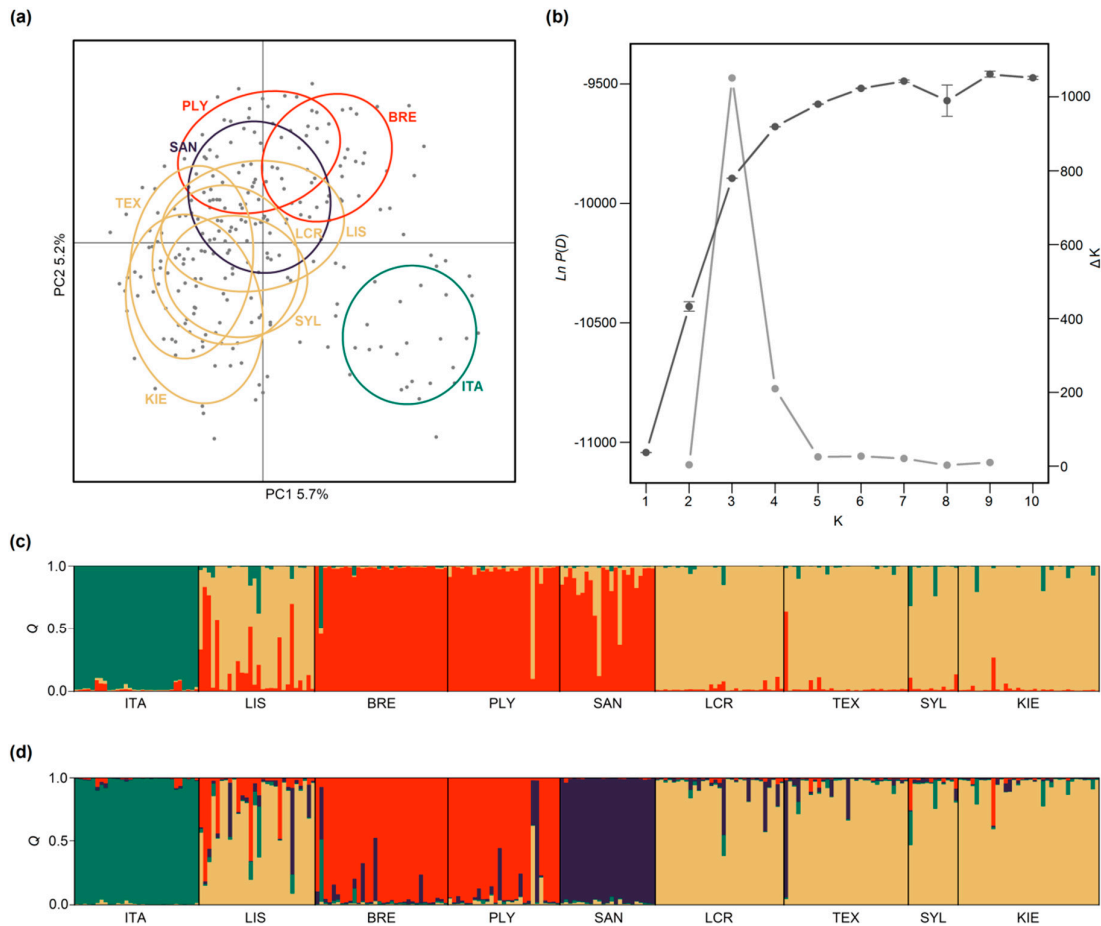 (a)
(b)
PLY
BRE
SAN
TEX
LCR
LIS
SYL
ITA
KIE
PC2 5.2%
PC1 5.7%
Ln P(D)
-9500
-10000
-10500
-11000
1000
800
600
400
200
0
Δ K
1 2 3 4 5 6 7 8 9 10
K
(c)
Q
1.0
0.5
0.0
ITA LIS BRE PLY SAN LCR TEX SYL KIE
(d)
Q
1.0
0.5
0.0
ITA LIS BRE PLY SAN LCR TEX SYL KIE